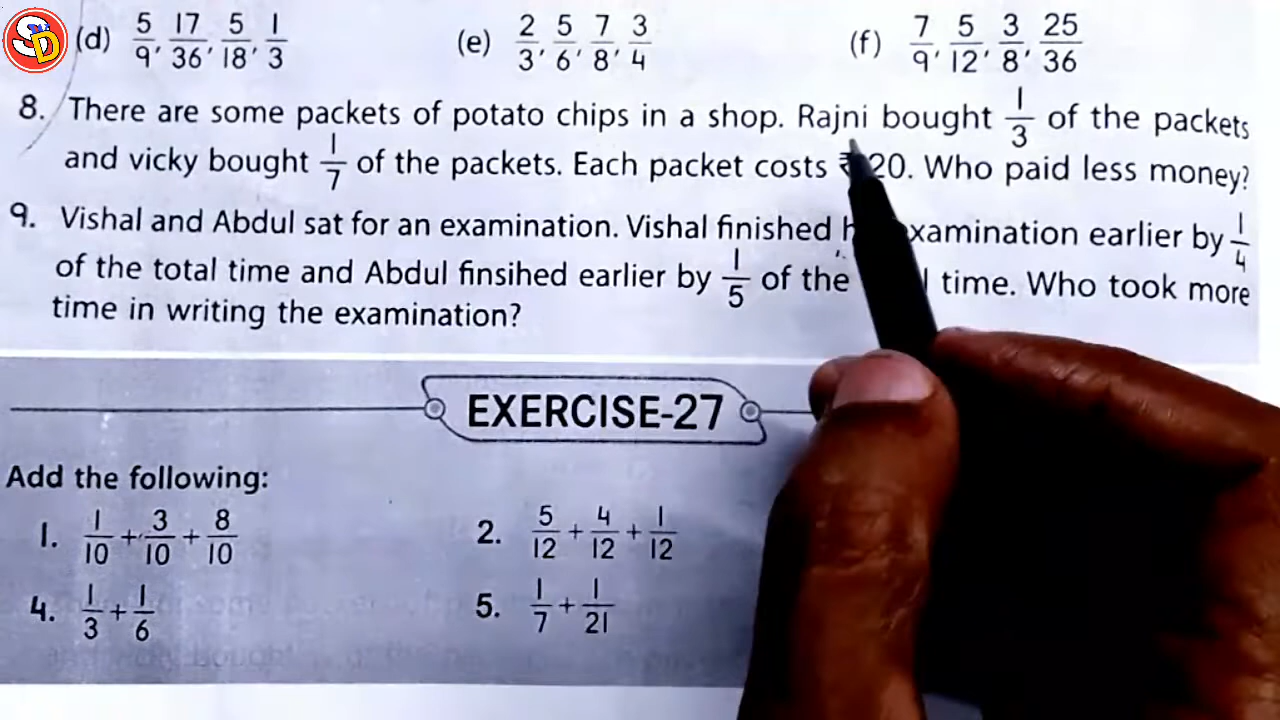 SD
(d) 5/9, 17/36, 5/18, 1/3 (e) 2/3, 5/6, 7/8, 3/4 (f) 7/9, 5/12, 3/8, 25/36
8. There are some packets of potato chips in a shop. Rajni bought 1/3 of the packets
and vicky bought 1/7 of the packets. Each packet costs ₹ 20. Who paid less money?
9. Vishal and Abdul sat for an examination. Vishal finished examination earlier by 1/4
of the total time and Abdul finsihed earlier by 1/5 of the time. Who took more
time in writing the examination?
EXERCISE-27
Add the following:
1. 1/10 + 3/10 + 8/10 2. 5/12 + 4/12 + 1/12
4. 1/3 + 1/6 5. 1/7 + 1/21